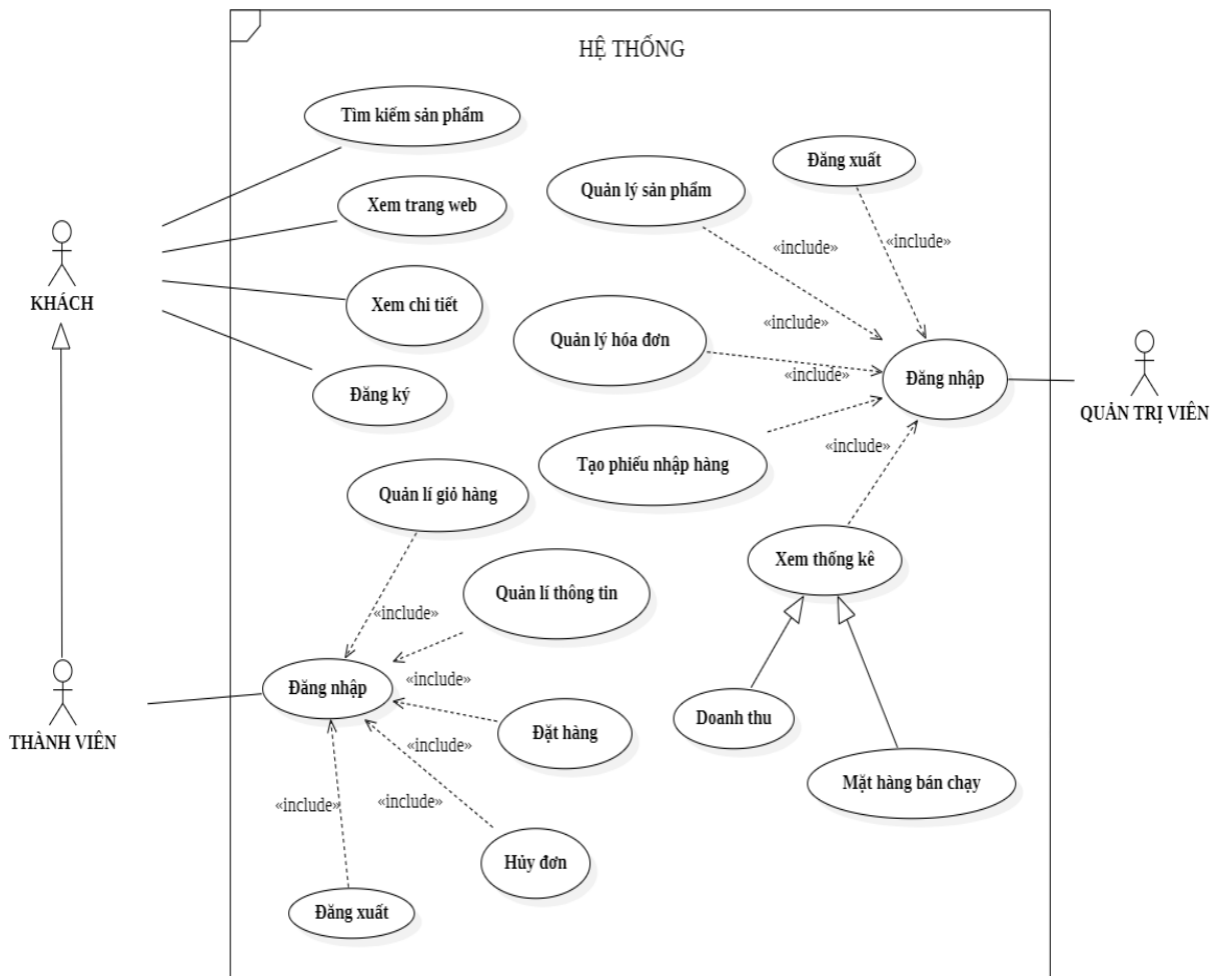 HỆ THỐNG
Tìm kiếm sản phẩm
Đăng xuất
Quản lý sản phẩm
Xem trang web
«include»
«include»
KHÁCH
Xem chi tiết
«include»
Quản lý hóa đơn
«include»
Đăng nhập
QUẢN TRỊ VIÊN
Đăng ký
«include»
Tạo phiếu nhập hàng
Quản lí giỏ hàng
Xem thống kê
Quản lí thông tin
«include»
Đăng nhập
«include»
THÀNH VIÊN
Đặt hàng
Doanh thu
«include»
Mặt hàng bán chạy
«include»
«include»
Hủy đơn
Đăng xuất